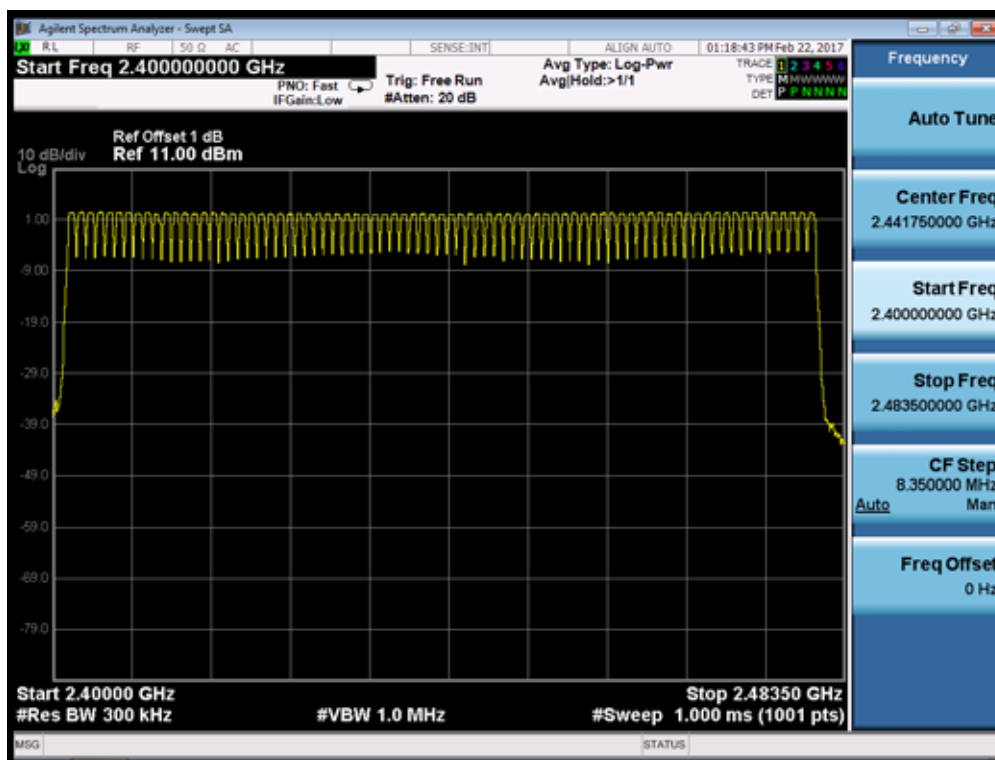 Agilent Spectrum Analyzer - Swept SA
RL RF 50 Ω AC SENSE:INT ALIGN AUTO 01:18:43 PM Feb 22, 2017
Start Freq 2.400000000 GHz
PNO: Fast
IFGain:Low
Trig: Free Run
#Atten: 20 dB
Avg Type: Log-Pwr
Avg|Hold:>1/1
TRACE 1 2 3 4 5 6
TYPE M M W W W W W
DET P P N N N N
Ref Offset 1 dB
10 dB/div Ref 11.00 dBm
Log
1.00
-9.00
-19.0
-29.0
-39.0
-49.0
-59.0
-69.0
-79.0
Start 2.40000 GHz Stop 2.48350 GHz
#Res BW 300 kHz #VBW 1.0 MHz #Sweep 1.000 ms (1001 pts)
MSG STATUS
Frequency
Auto Tune
Center Freq
2.441750000 GHz
Start Freq
2.400000000 GHz
Stop Freq
2.483500000 GHz
CF Step
8.350000 MHz
Auto Man
Freq Offset
0 Hz